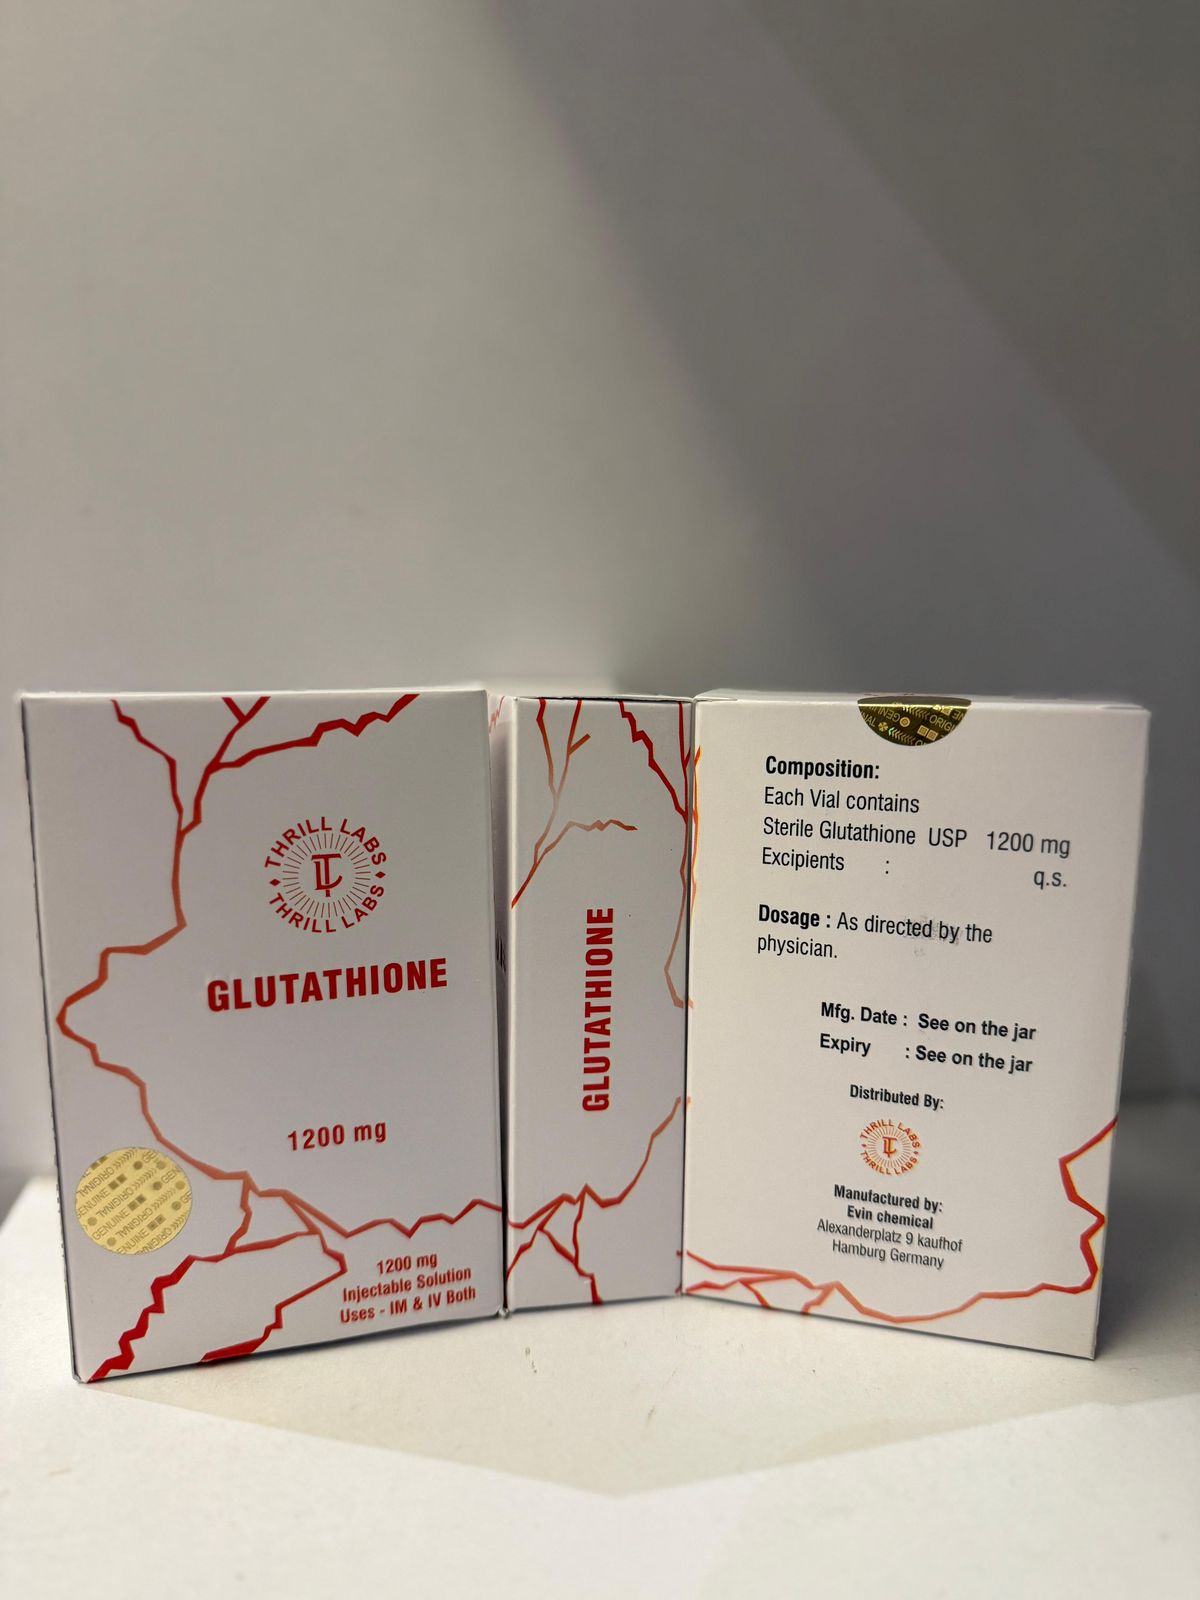 THRILL LABS
THRILL LABS
GLUTATHIONE
1200 mg
GENUINE ORIGINAL
1200 mg
Injectable Solution
Uses - IM & IV Both
GLUTATHIONE
Composition:
Each Vial contains
Sterile Glutathione USP 1200 mg
Excipients : q.s.
Dosage : As directed by the
physician.
Mfg. Date : See on the jar
Expiry : See on the jar
Distributed By:
THRILL LABS
THRILL LABS
Manufactured by:
Evin chemical
Alexanderplatz 9 kaufhof
Hamburg Germany